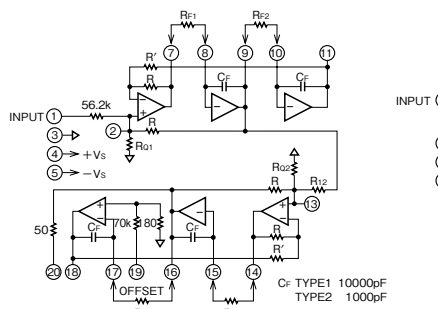 RF1 RF2
7 8 9 10 11
R'
R CF CF
INPUT 1 56.2k
INPUT
2 R
3 RQ1 RQ2
4 +VS
5 −VS
R R12
13
50 CF 70k 180 CF R
R'
20 18 17 19 16 15 14
OFFSET
CF TYPE1 10000pF
TYPE2 1000pF